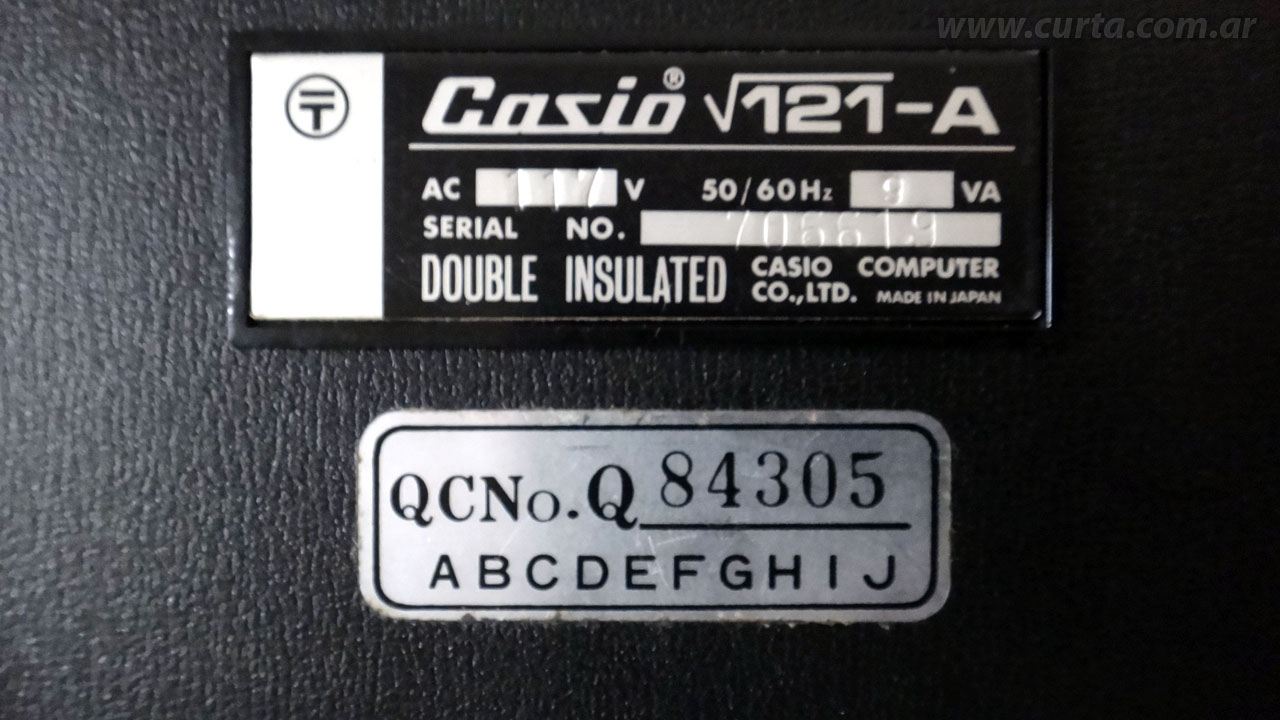 www.curta.com.ar
〶 Casio® √121-A
AC 117 V 50/60Hz 9 VA
SERIAL NO. 706619
DOUBLE INSULATED CASIO COMPUTER CO.,LTD. MADE IN JAPAN
QCNo.Q 84305
ABCDEFGHIJ